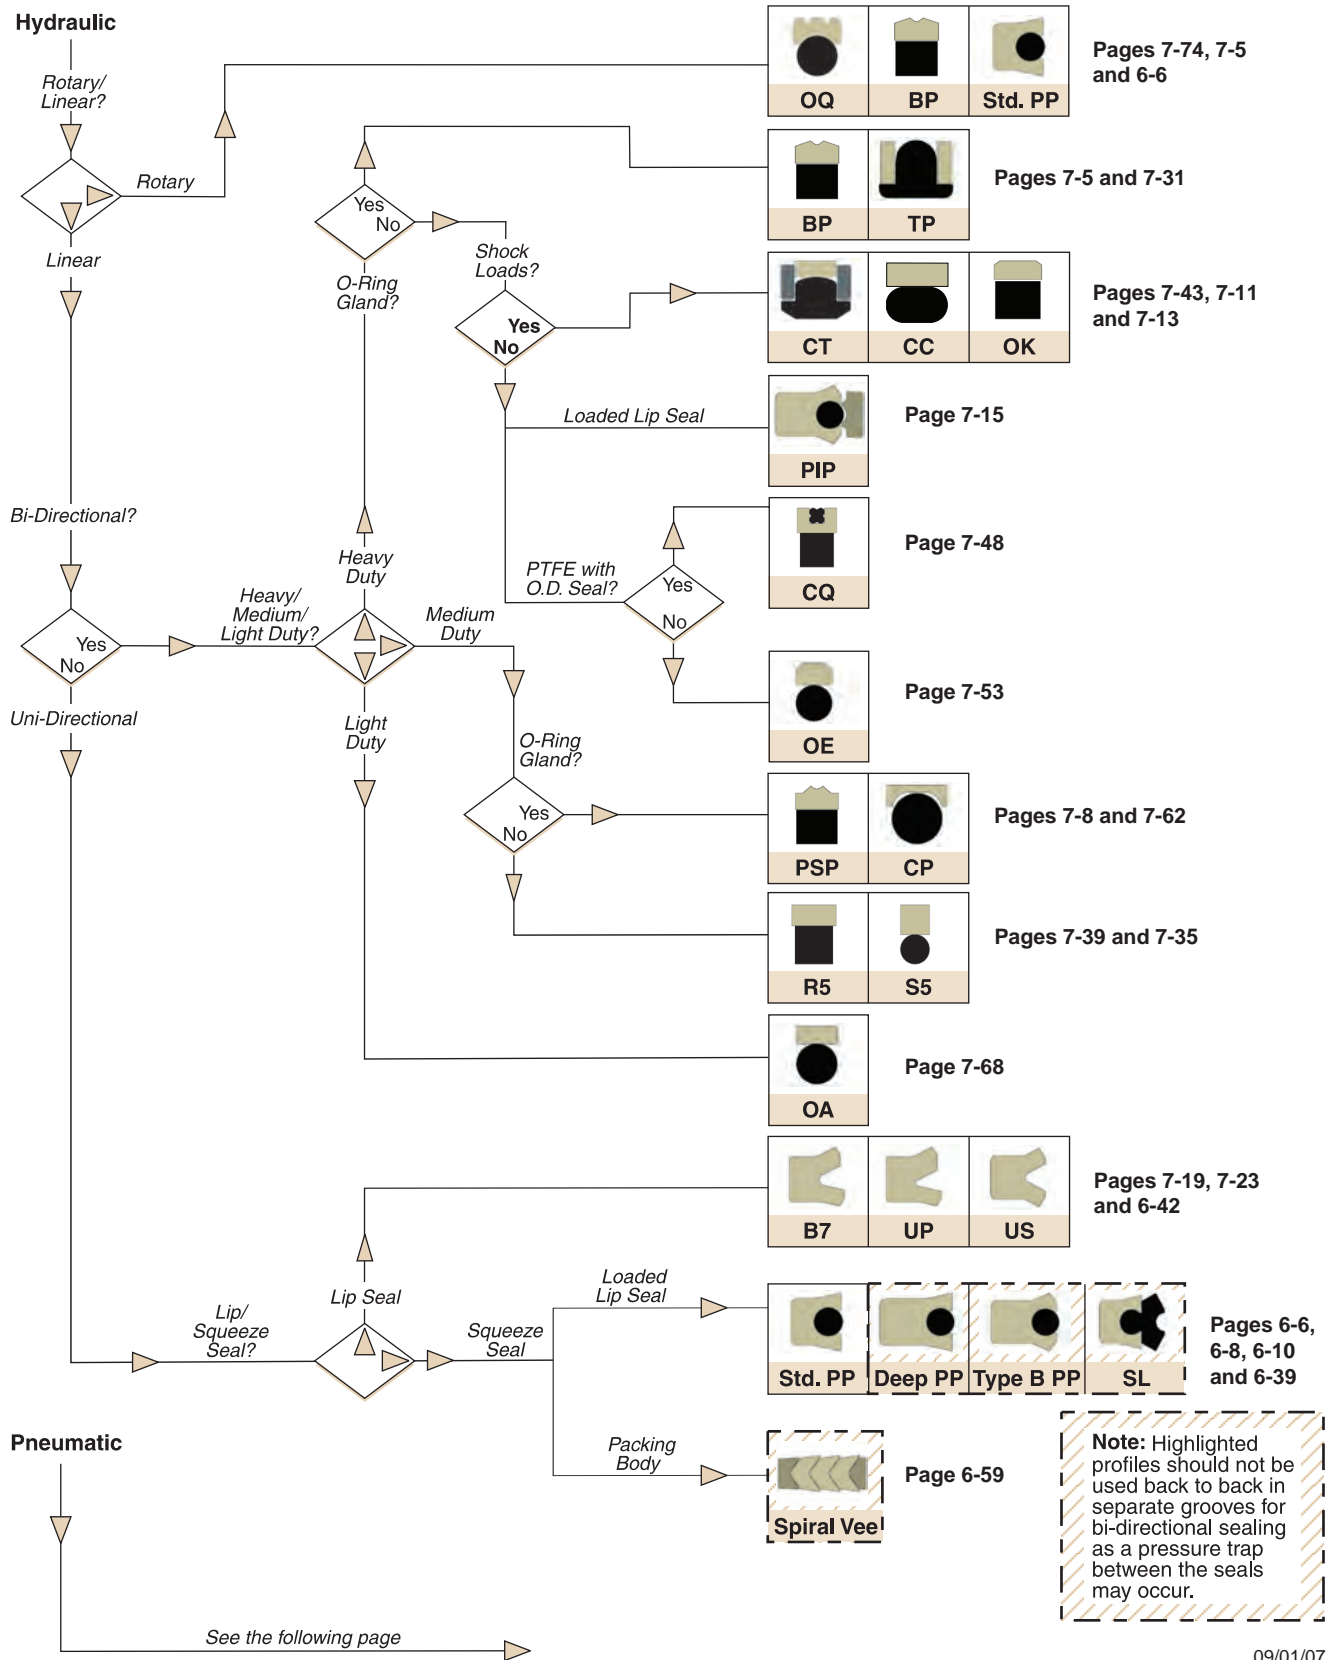 Hydraulic
Rotary/
Linear?
Rotary
Linear
OQ
BP
Std. PP
Pages 7-74, 7-5
and 6-6
Yes
No
O-Ring
Gland?
BP
TP
Pages 7-5 and 7-31
Shock
Loads?
Yes
No
CT
CC
OK
Pages 7-43, 7-11
and 7-13
Loaded Lip Seal
PIP
Page 7-15
Bi-Directional?
Yes
No
Heavy/
Medium/
Light Duty?
Heavy
Duty
Medium
Duty
Light
Duty
PTFE with
O.D. Seal?
Yes
No
CQ
Page 7-48
OE
Page 7-53
Uni-Directional
O-Ring
Gland?
Yes
No
PSP
CP
Pages 7-8 and 7-62
R5
S5
Pages 7-39 and 7-35
OA
Page 7-68
B7
UP
US
Pages 7-19, 7-23
and 6-42
Lip/
Squeeze
Seal?
Lip Seal
Squeeze
Seal
Loaded
Lip Seal
Std. PP
Deep PP
Type B PP
SL
Pages 6-6,
6-8, 6-10
and 6-39
Packing
Body
Spiral Vee
Page 6-59
Note: Highlighted
profiles should not be
used back to back in
separate grooves for
bi-directional sealing
as a pressure trap
between the seals
may occur.
Pneumatic
See the following page
09/01/07